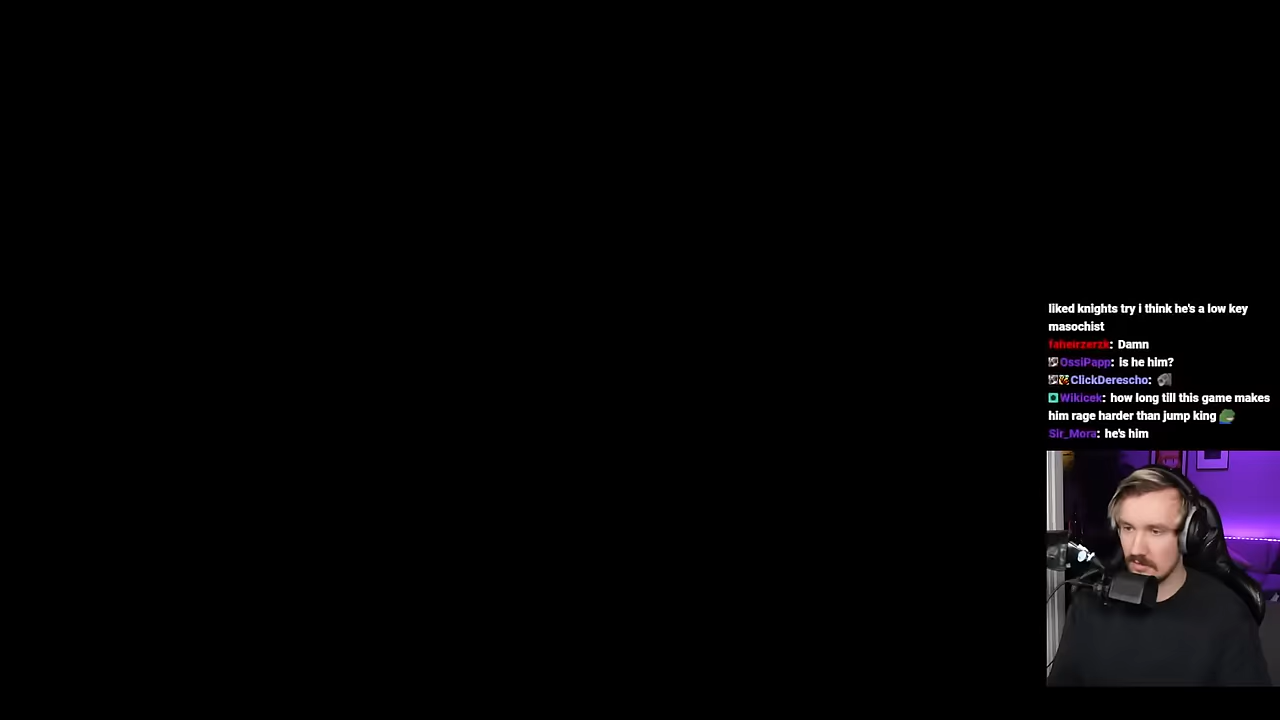 liked knights try i think he's a low key
masochist
faheirzerzk: Damn
OssiPapp: is he him?
ClickDerescho:
Wikicek: how long till this game makes
him rage harder than jump king
Sir_Mora: he's him